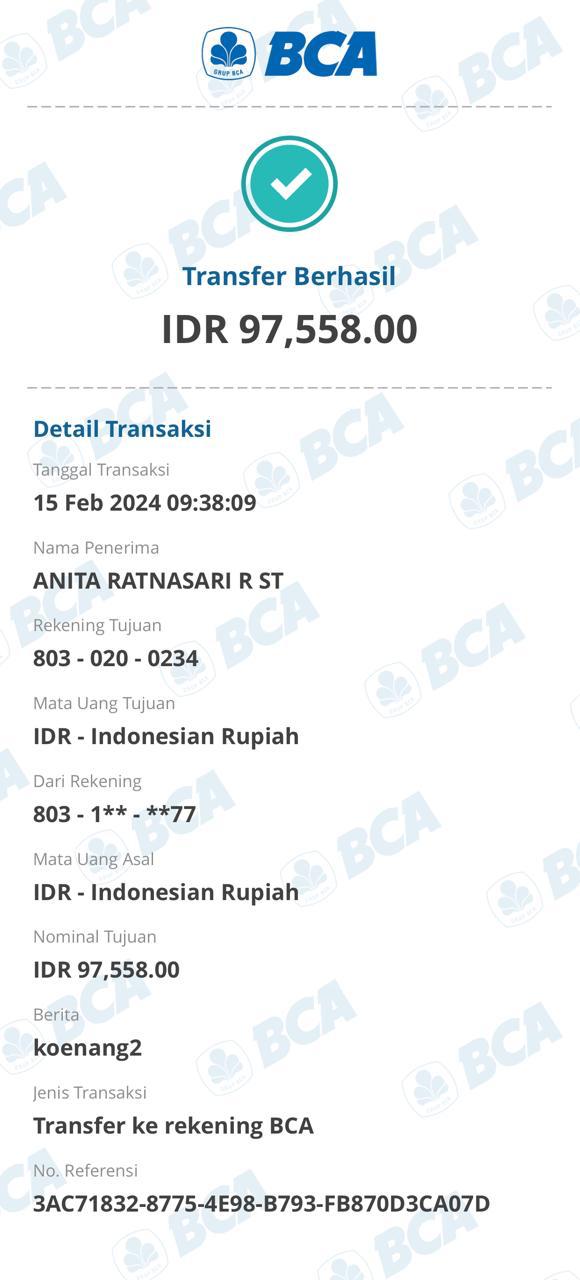 GRUP BCA
BCA
Transfer Berhasil
IDR 97,558.00
Detail Transaksi
Tanggal Transaksi
15 Feb 2024 09:38:09
Nama Penerima
ANITA RATNASARI R ST
Rekening Tujuan
803 - 020 - 0234
Mata Uang Tujuan
IDR - Indonesian Rupiah
Dari Rekening
803 - 1** - **77
Mata Uang Asal
IDR - Indonesian Rupiah
Nominal Tujuan
IDR 97,558.00
Berita
koenang2
Jenis Transaksi
Transfer ke rekening BCA
No. Referensi
3AC71832-8775-4E98-B793-FB870D3CA07D